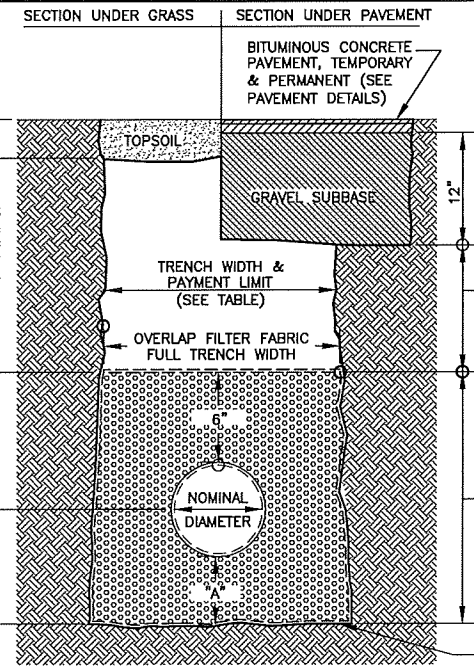 SECTION UNDER GRASS
SECTION UNDER PAVEMENT
BITUMINOUS CONCRETE
PAVEMENT, TEMPORARY
& PERMANENT (SEE
PAVEMENT DETAILS)
TOPSOIL
GRAVEL SUBBASE
12"
TRENCH WIDTH &
PAYMENT LIMIT
(SEE TABLE)
OVERLAP FILTER FABRIC
FULL TRENCH WIDTH
6"
NOMINAL
DIAMETER
"A"